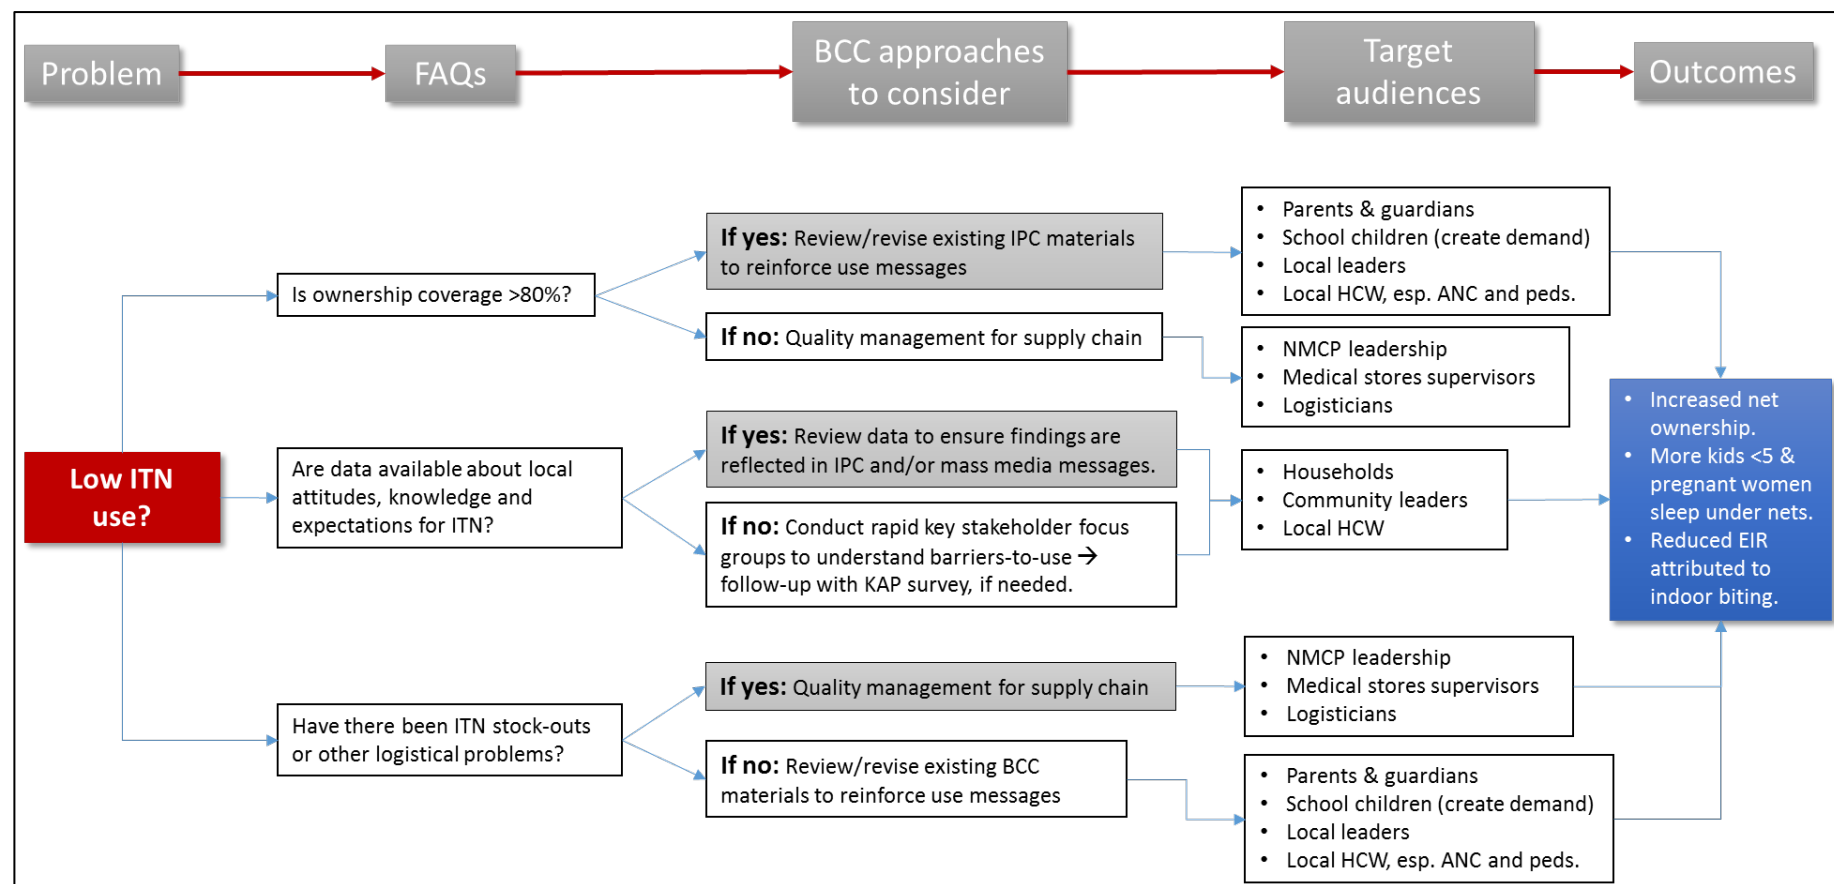 Problem
FAQs
BCC approaches
to consider
Target
audiences
Outcomes
Low ITN
use?
Is ownership coverage >80%?
If yes: Review/revise existing IPC materials
to reinforce use messages
• Parents & guardians
• School children (create demand)
• Local leaders
• Local HCW, esp. ANC and peds.
If no: Quality management for supply chain
• NMCP leadership
• Medical stores supervisors
• Logisticians
Are data available about local
attitudes, knowledge and
expectations for ITN?
If yes: Review data to ensure findings are
reflected in IPC and/or mass media messages.
If no: Conduct rapid key stakeholder focus
groups to understand barriers-to-use →
follow-up with KAP survey, if needed.
• Households
• Community leaders
• Local HCW
Have there been ITN stock-outs
or other logistical problems?
If yes: Quality management for supply chain
• NMCP leadership
• Medical stores supervisors
• Logisticians
If no: Review/revise existing BCC
materials to reinforce use messages
• Parents & guardians
• School children (create demand)
• Local leaders
• Local HCW, esp. ANC and peds.
• Increased net
ownership.
• More kids <5 &
pregnant women
sleep under nets.
• Reduced EIR
attributed to
indoor biting.